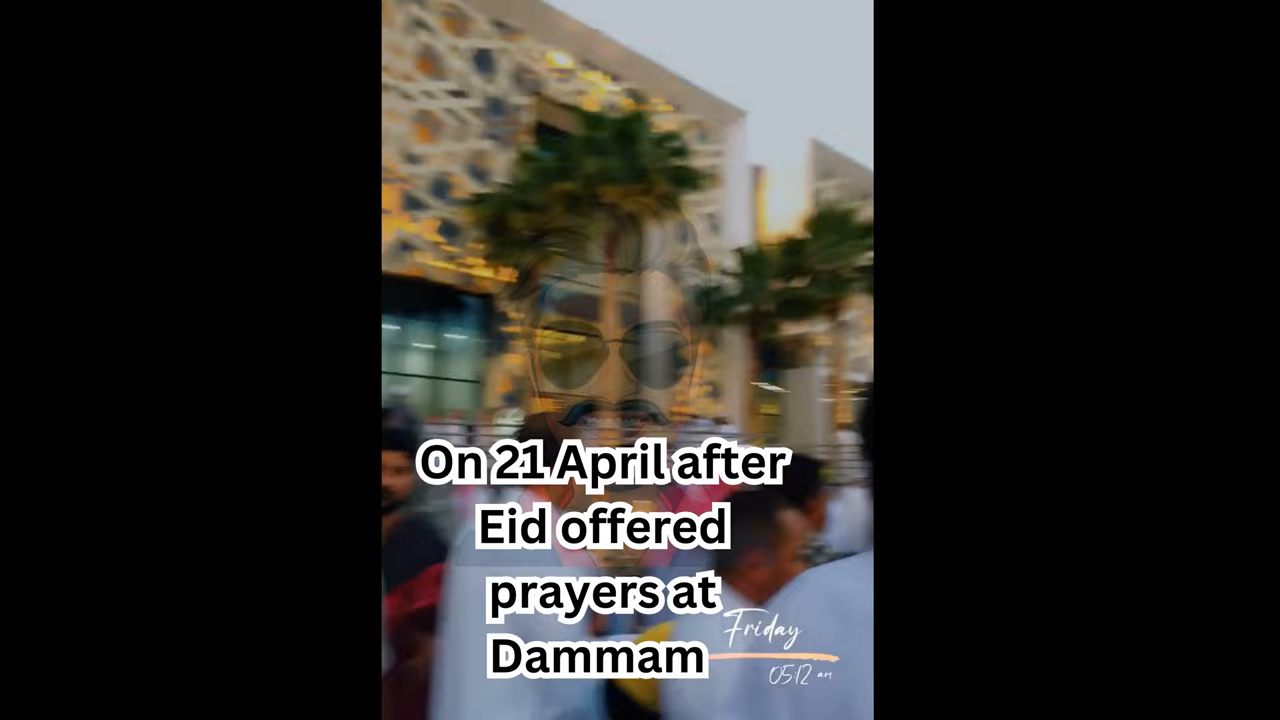 On 21 April after
Eid offered
prayers at
Dammam
Friday
05:12 am